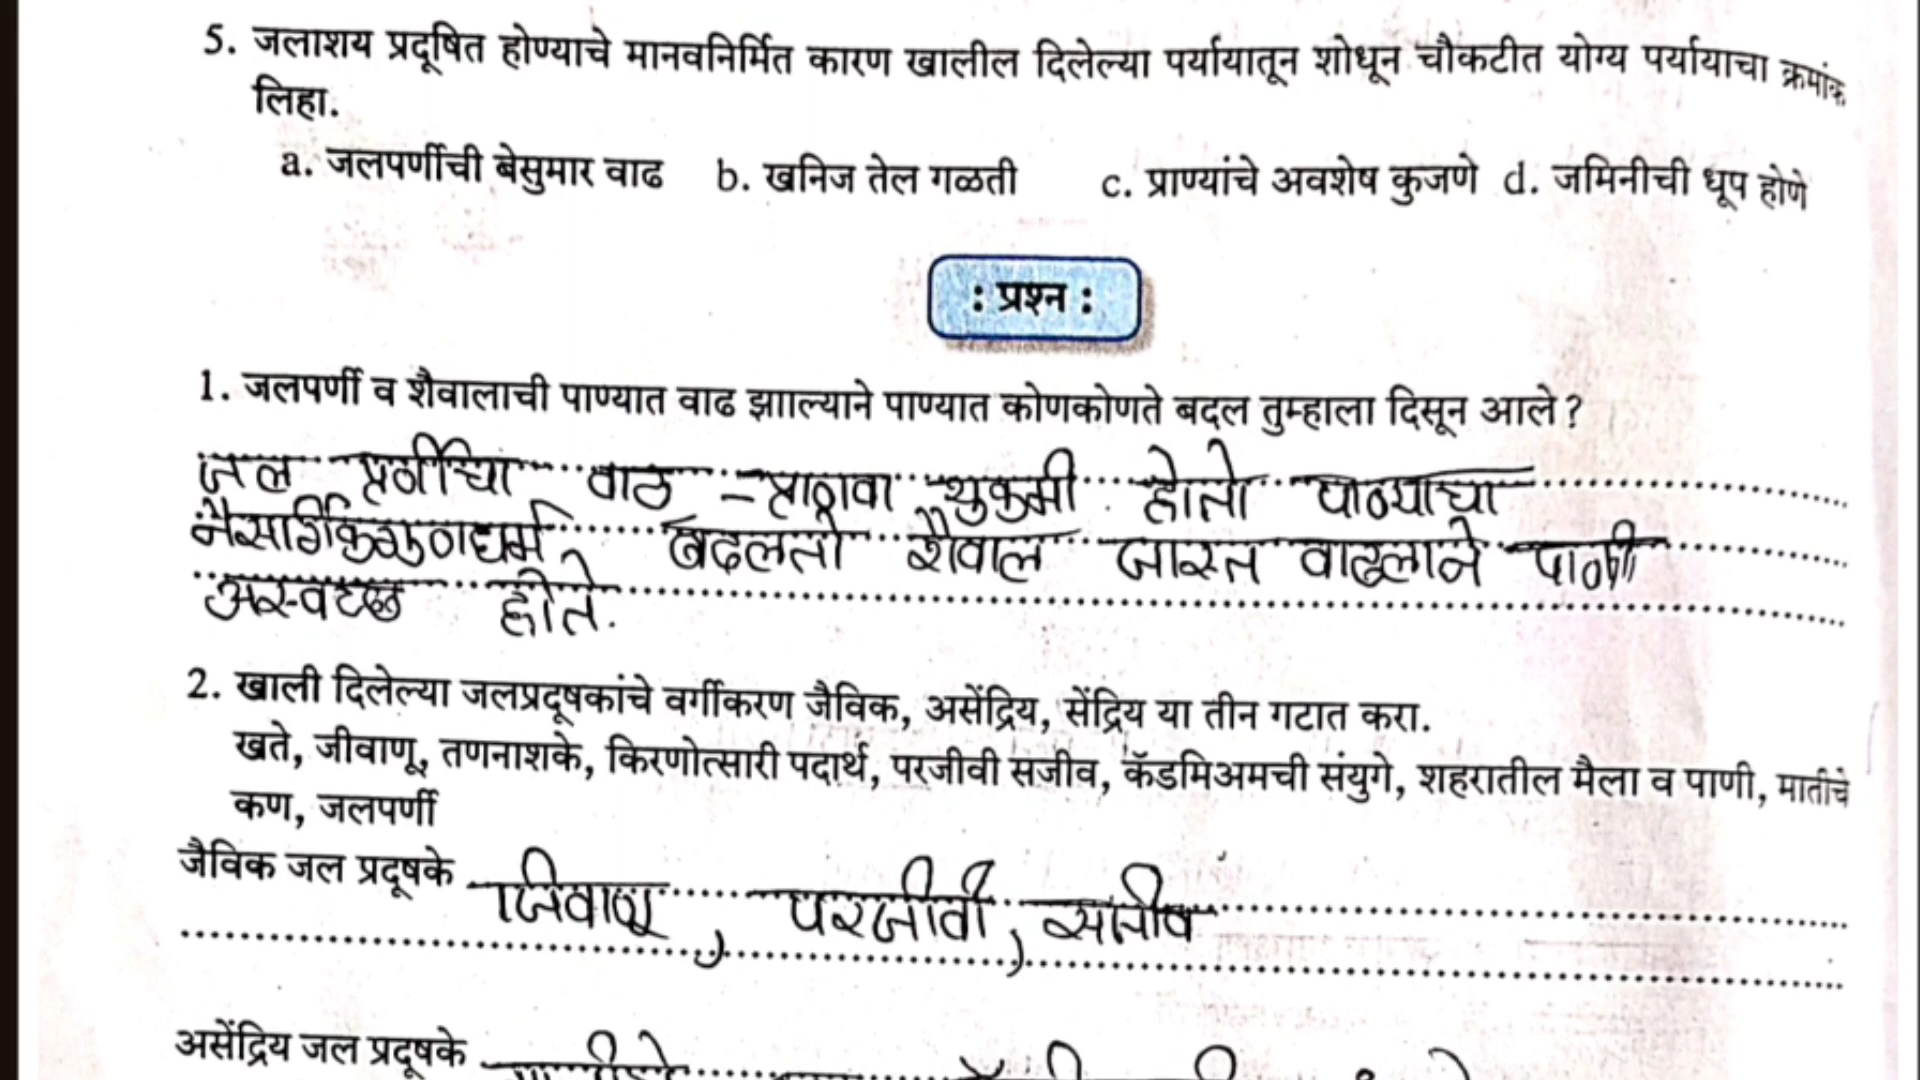 5. जलाशय प्रदूषित होण्याचे मानवनिर्मित कारण खालील दिलेल्या पर्यायातून शोधून चौकटीत योग्य पर्यायाचा क्रमांक
लिहा.
a. जलपर्णीची बेसुमार वाढ b. खनिज तेल गळती c. प्राण्यांचे अवशेष कुजणे d. जमिनीची धूप होणे
: प्रश्न :
1. जलपर्णी व शैवालाची पाण्यात वाढ झााल्याने पाण्यात कोणकोणते बदल तुम्हाला दिसून आले ?
जल पर्णीचा वाढ - होतो पाण्याचा
नैसर्गिकगुणधर्म बदलतो शैवाल जास्त वाढलाने पाणी
अस्वच्छ होते.
2. खाली दिलेल्या जलप्रदूषकांचे वर्गीकरण जैविक, असेंद्रिय, सेंद्रिय या तीन गटात करा.
खते, जीवाणू, तणनाशके, किरणोत्सारी पदार्थ, परजीवी सजीव, कॅडमिअमची संयुगे, शहरातील मैला व पाणी, मातीचे
कण, जलपर्णी
जैविक जल प्रदूषके जिवाणू, परजीवी, सजीव
असेंद्रिय जल प्रदूषके